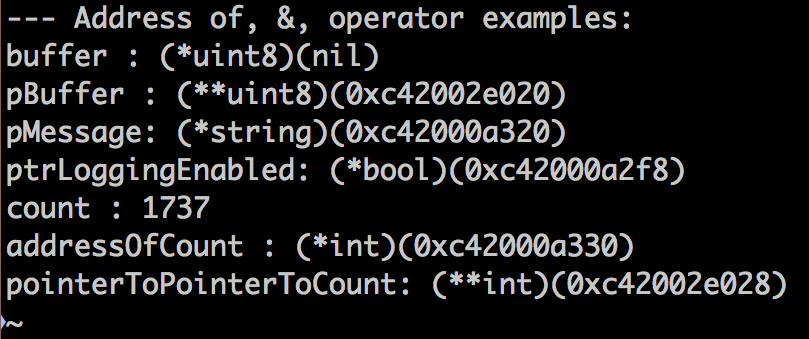 --- Address of, &, operator examples:
buffer : (*uint8)(nil)
pBuffer : (**uint8)(0xc42002e020)
pMessage: (*string)(0xc42000a320)
ptrLoggingEnabled: (*bool)(0xc42000a2f8)
count : 1737
addressOfCount : (*int)(0xc42000a330)
pointerToPointerToCount: (**int)(0xc42002e028)
~